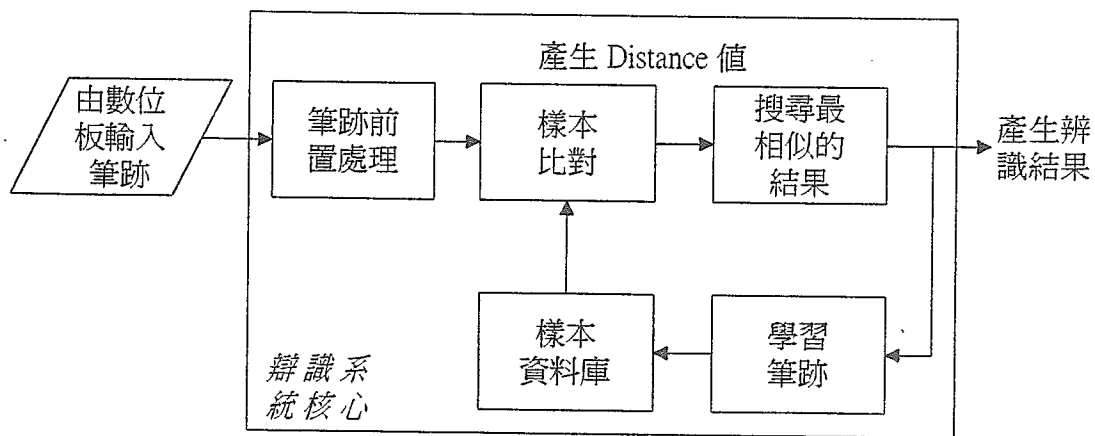 產生 Distance 值
由數位
板輸入
筆跡
筆跡前
置處理
樣本
比對
搜尋最
相似的
結果
產生辨
識結果
樣本
資料庫
學習
筆跡
辯識系
統核心